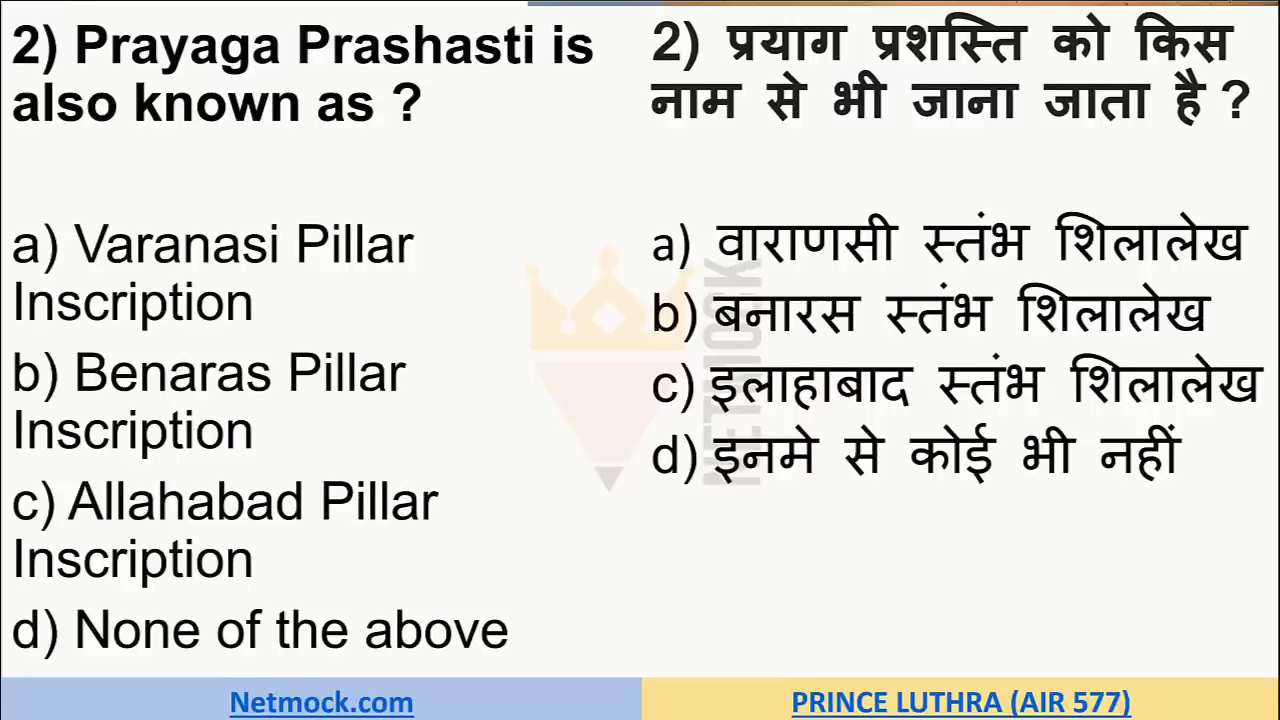 2) Prayaga Prashasti is
also known as ?
a) Varanasi Pillar
Inscription
b) Benaras Pillar
Inscription
c) Allahabad Pillar
Inscription
d) None of the above
2) प्रयाग प्रशस्ति को किस
नाम से भी जाना जाता है ?
a) वाराणसी स्तंभ शिलालेख
b) बनारस स्तंभ शिलालेख
c) इलाहाबाद स्तंभ शिलालेख
d) इनमे से कोई भी नहीं
NETMOCK
Netmock.com
PRINCE LUTHRA (AIR 577)